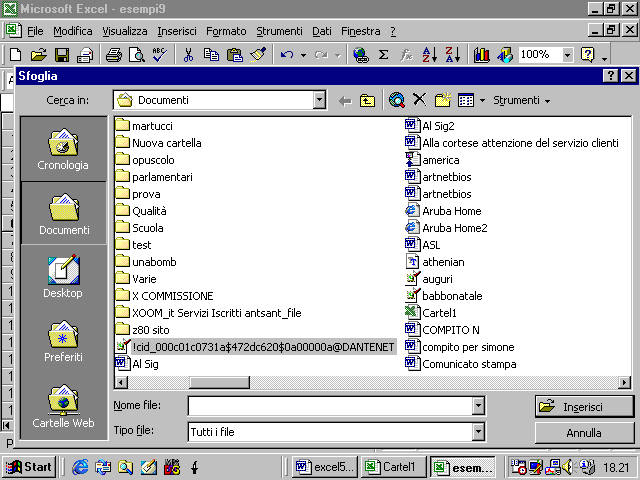 Microsoft Excel - esempi9
File Modifica Visualizza Inserisci Formato Strumenti Dati Finestra ?
100%
Sfoglia
Cerca in: Documenti Strumenti
Cronologia
Documenti
Desktop
Preferiti
Cartelle Web
martucci
Nuova cartella
opuscolo
parlamentari
prova
Qualità
Scuola
test
unabomb
Varie
X COMMISSIONE
XOOM_it Servizi Iscritti antsant_file
z80 sito
!cid_000c01c0731a$472dc620$0a00000a@DANTENET
Al Sig
Al Sig2
Alla cortese attenzione del servizio clienti
america
artnetbios
artnetbios
Aruba Home
Aruba Home2
ASL
athenian
auguri
babbonatale
Cartel1
COMPITO N
compito per simone
Comunicato stampa
Nome file:
Inserisci
Tipo file: Tutti i file
Annulla
Start excel5... Cartel1 esem... 18.21